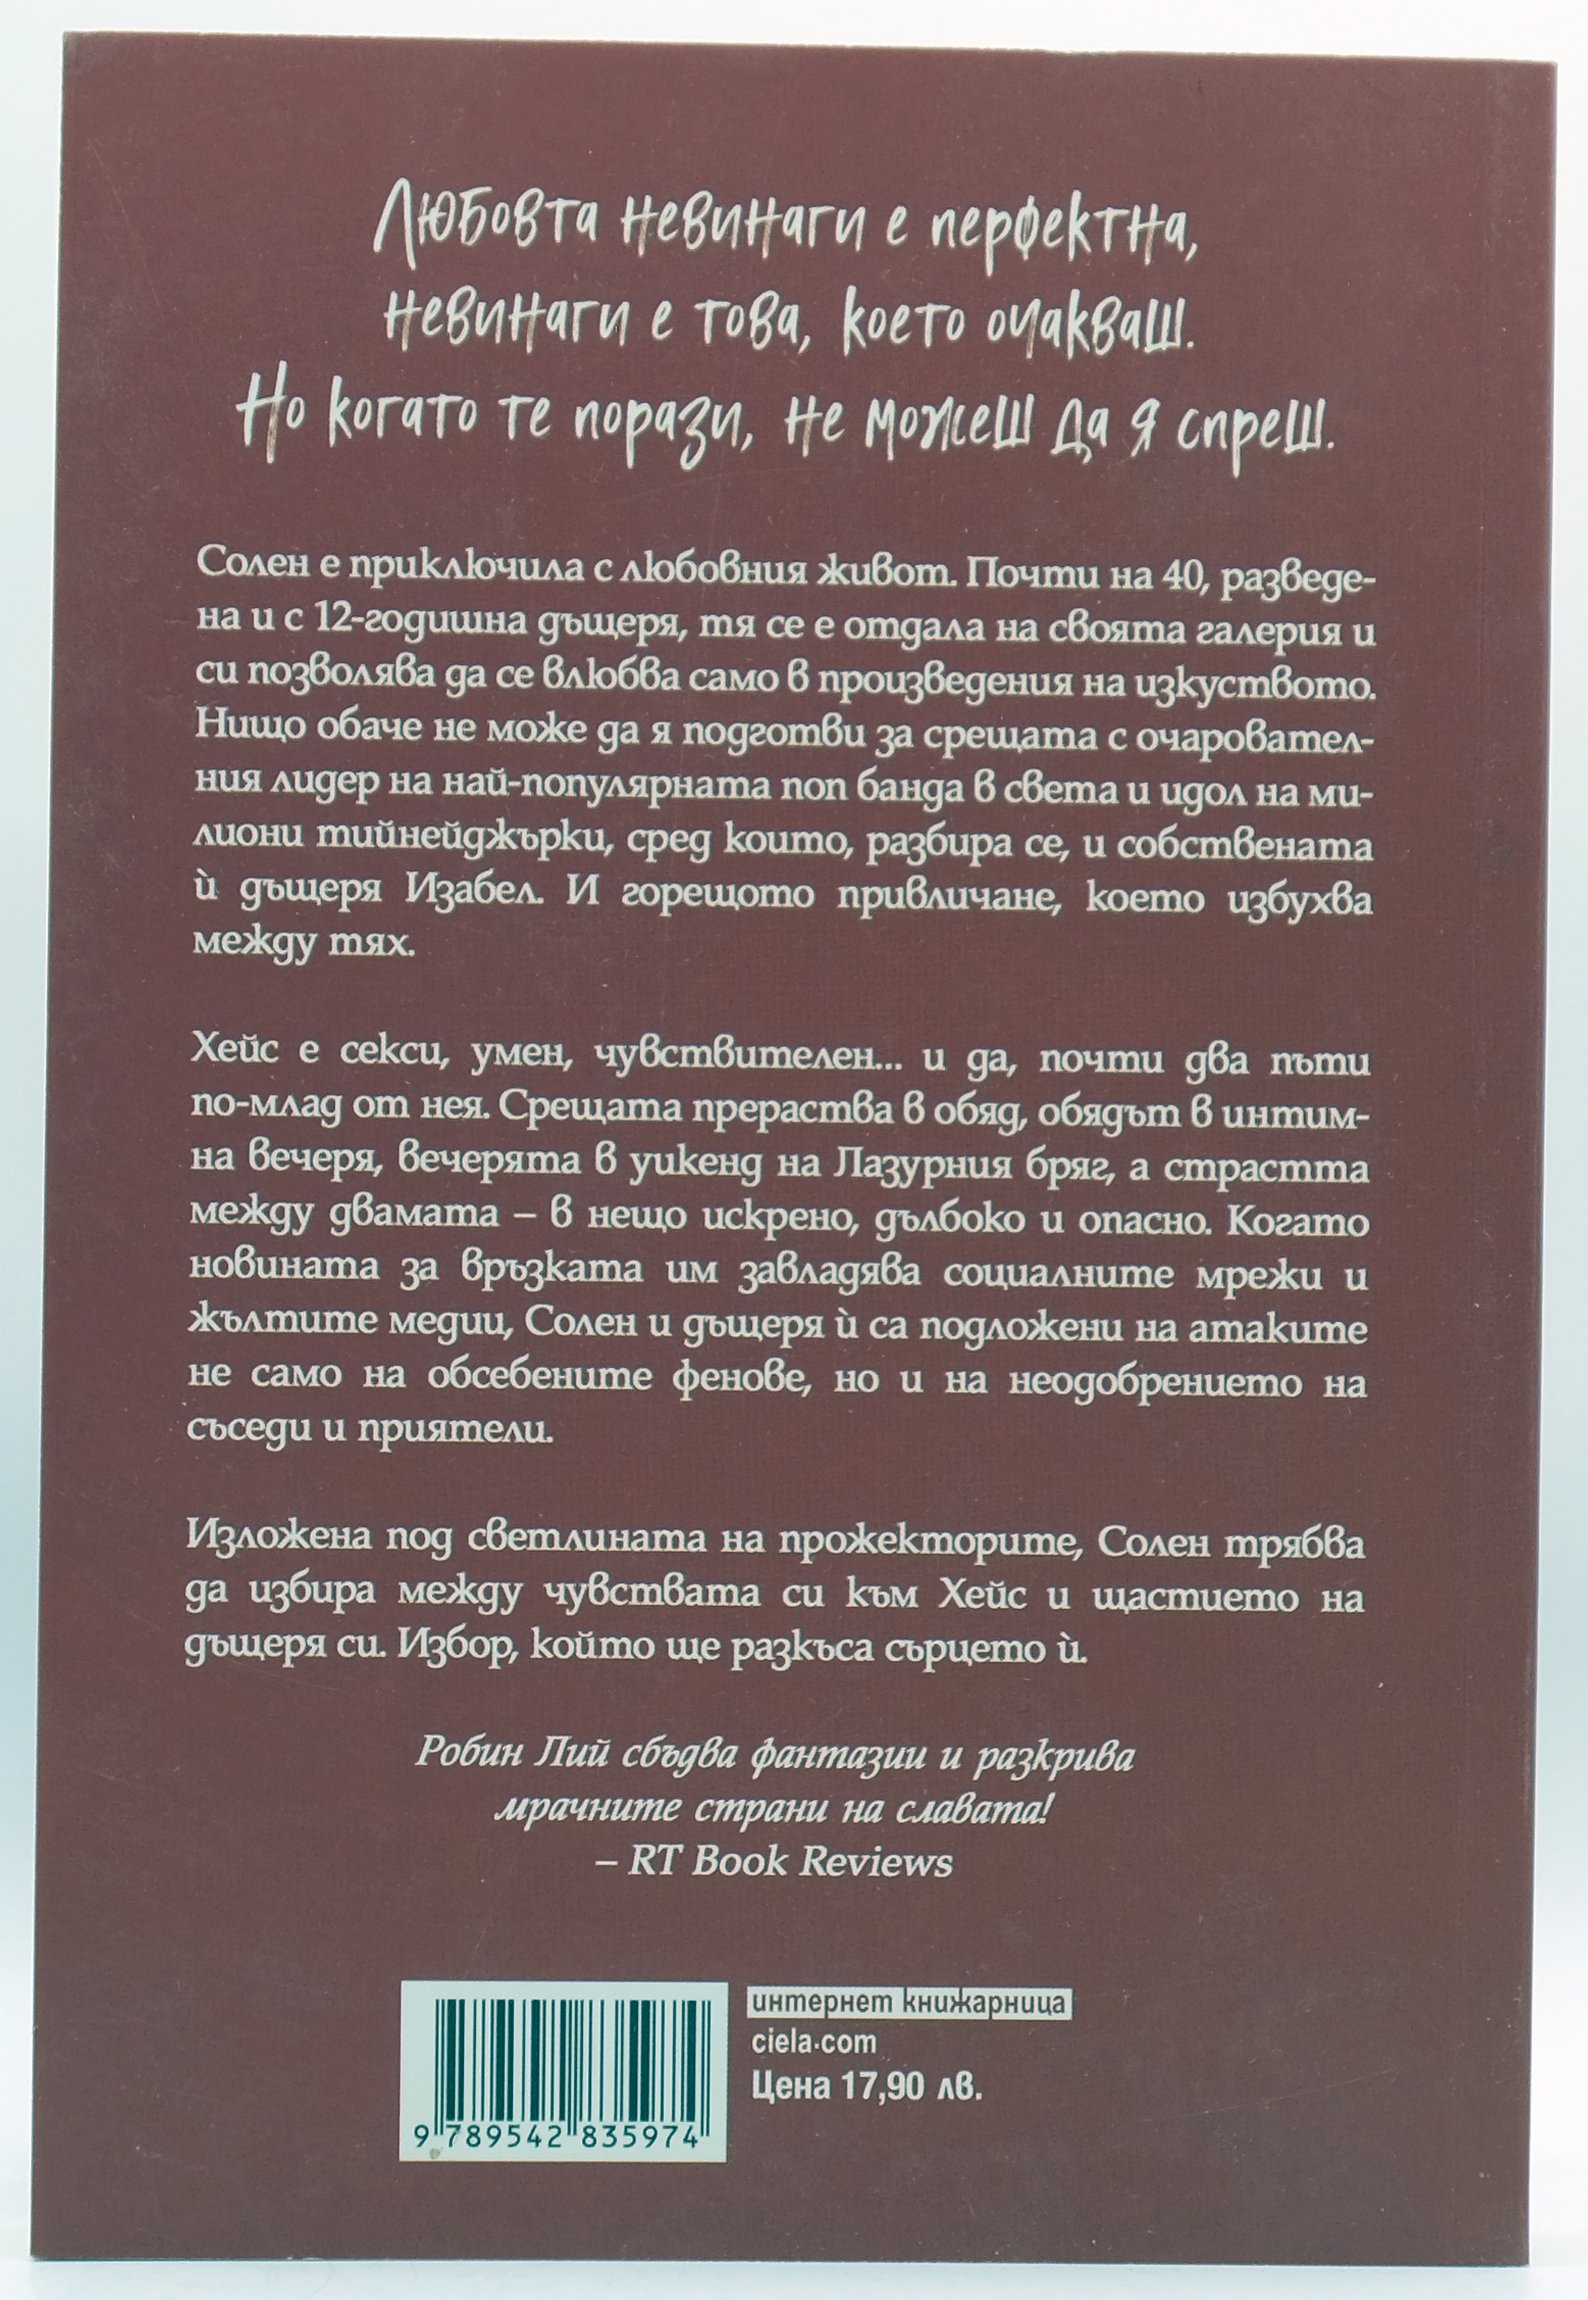 Любовта невинаги е перфектна,
невинаги е това, което очакваш.
Но когато те порази, не можеш да я спреш.
Солен е приключила с любовния живот. Почти на 40, разведе-
на и с 12-годишна дъщеря, тя се е отдала на своята галерия и
си позволява да се влюбва само в произведения на изкуството.
Нищо обаче не може да я подготви за срещата с очаровател-
ния лидер на най-популярната поп банда в света и идол на ми-
лиони тийнейджърки, сред които, разбира се, и собствената
ѝ дъщеря Изабел. И горещото привличане, което избухва
между тях.
Хейс е секси, умен, чувствителен... и да, почти два пъти
по-млад от нея. Срещата прераства в обяд, обядът в интим-
на вечеря, вечерята в уикенд на Лазурния бряг, а страстта
между двамата – в нещо искрено, дълбоко и опасно. Когато
новината за връзката им завладява социалните мрежи и
жълтите медии, Солен и дъщеря ѝ са подложени на атаките
не само на обсебените фенове, но и на неодобрението на
съседи и приятели.
Изложена под светлината на прожекторите, Солен трябва
да избира между чувствата си към Хейс и щастието на
дъщеря си. Избор, който ще разкъса сърцето ѝ.
Робин Лий сбъдва фантазии и разкрива
мрачните страни на славата!
– RT Book Reviews
интернет книжарница
ciela.com
Цена 17,90 лв.
9 789542 835974